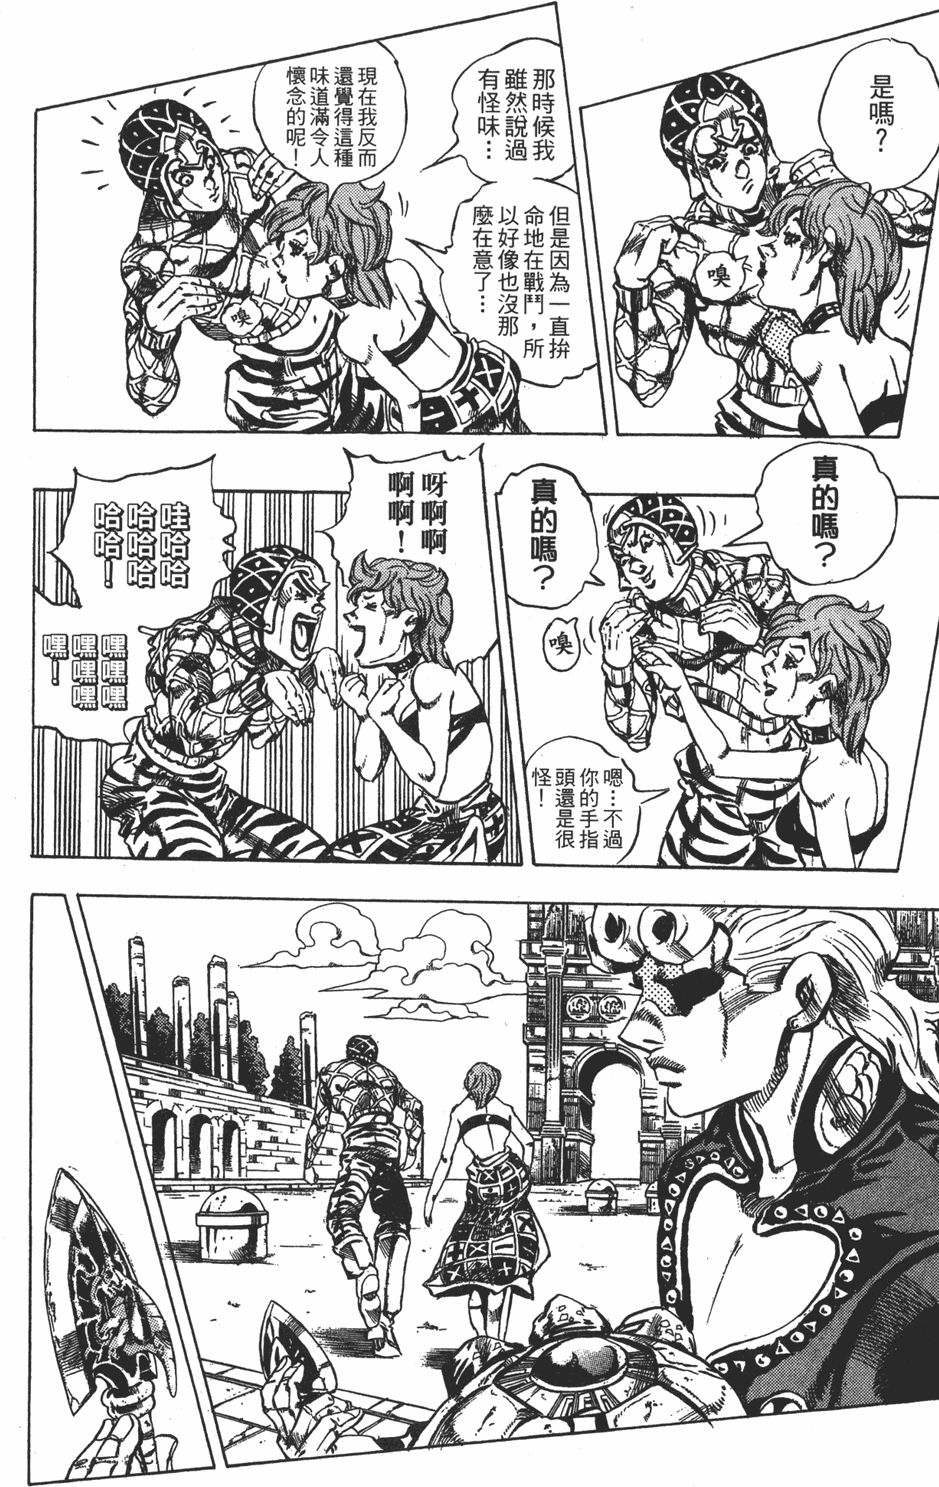 是嗎？
嗅
那時候我
雖然說過
有怪味…
但是因為一直拚
命地在戰鬥，所
以好像也沒那
麼在意了…
現在我反而
還覺得這種
味道滿令人
懷念的呢！
嗅
真的嗎？
真的嗎？
嗅
嗯…不過
你的手指
頭還是很
怪！
呀啊啊
啊啊！
哇哈哈
哈哈哈
哈哈！
嘿嘿嘿
嘿嘿嘿
嘿！